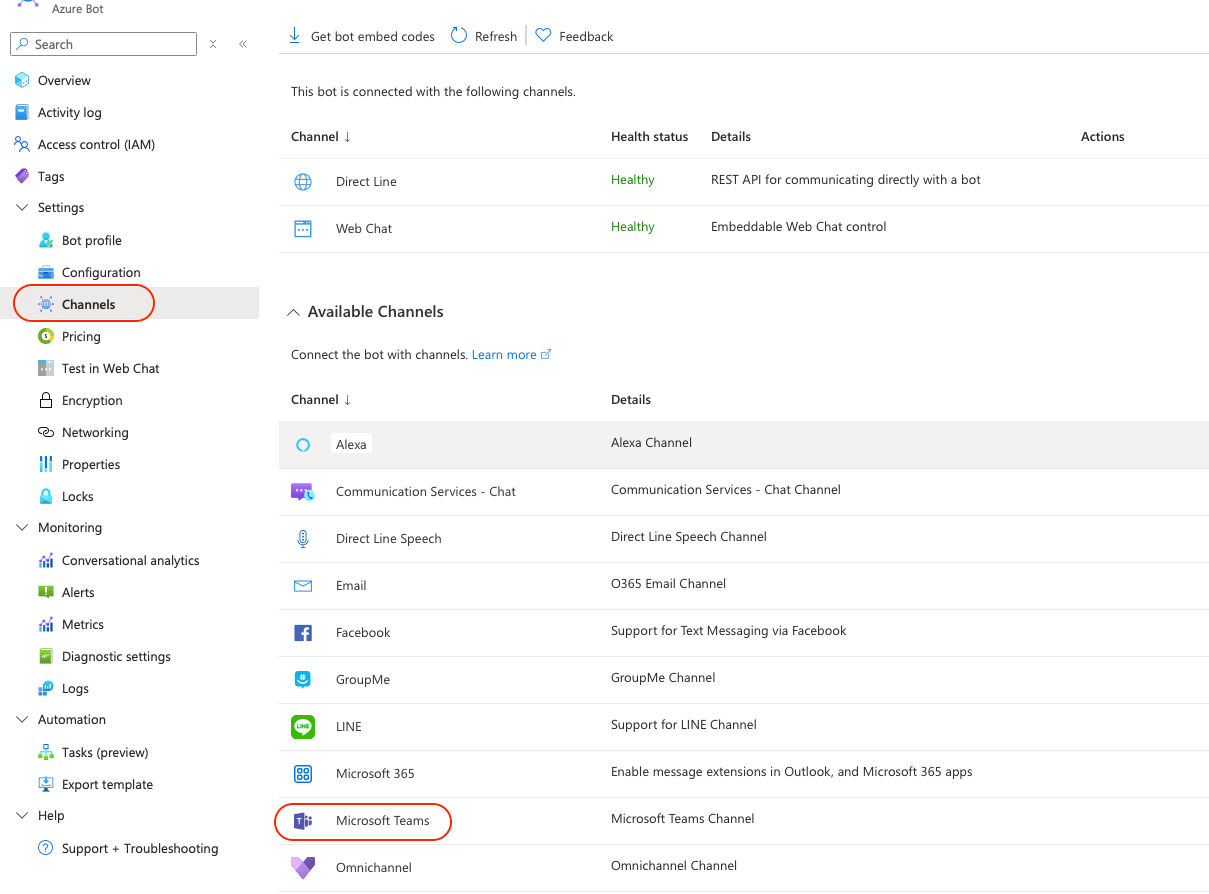 Azure Bot
Search
Overview
Activity log
Access control (IAM)
Tags
Settings
Bot profile
Configuration
Channels
Pricing
Test in Web Chat
Encryption
Networking
Properties
Locks
Monitoring
Conversational analytics
Alerts
Metrics
Diagnostic settings
Logs
Automation
Tasks (preview)
Export template
Help
Support + Troubleshooting
Get bot embed codes Refresh Feedback
This bot is connected with the following channels.
Channel ↓ Health status Details Actions
Direct Line Healthy REST API for communicating directly with a bot
Web Chat Healthy Embeddable Web Chat control
Available Channels
Connect the bot with channels. Learn more
Channel ↓ Details
Alexa Alexa Channel
Communication Services - Chat Communication Services - Chat Channel
Direct Line Speech Direct Line Speech Channel
Email O365 Email Channel
Facebook Support for Text Messaging via Facebook
GroupMe GroupMe Channel
LINE LINE Support for LINE Channel
Microsoft 365 Enable message extensions in Outlook, and Microsoft 365 apps
Microsoft Teams Microsoft Teams Channel
Omnichannel Omnichannel Channel